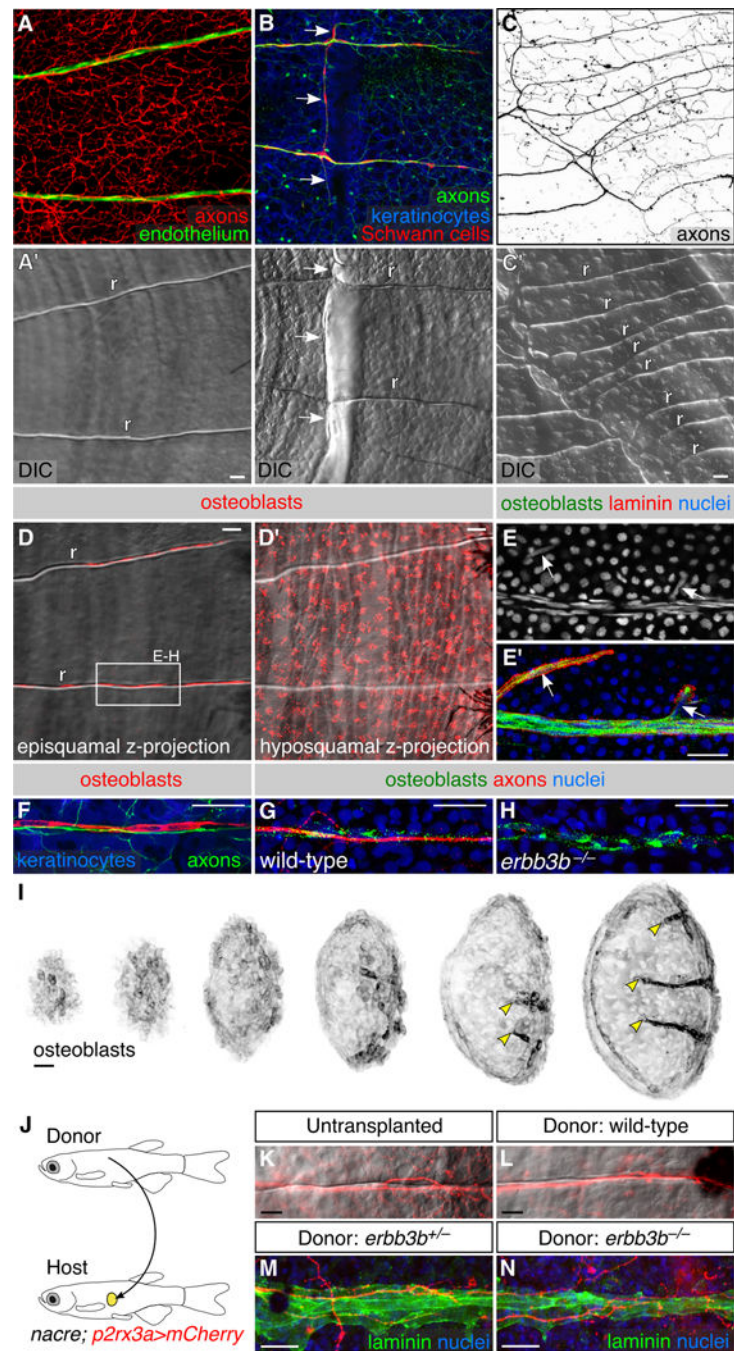 A
axons
endothelium
B
axons
keratinocytes
Schwann cells
C
axons
A'
r
r
DIC
r
r
C'
r
r
r
r
r
r
r
r
DIC
osteoblasts
osteoblasts laminin nuclei
D
r
r
E-H
episquamal z-projection
D'
hyposquamal z-projection
E
E'
osteoblasts
osteoblasts axons nuclei
F
keratinocytes axons
G
wild-type
H
erbb3b−/−
I
osteoblasts
J
Donor
Host
nacre; p2rx3a>mCherry
Untransplanted
Donor: wild-type
K
L
Donor: erbb3b+/−
Donor: erbb3b−/−
M
laminin nuclei
N
laminin nuclei